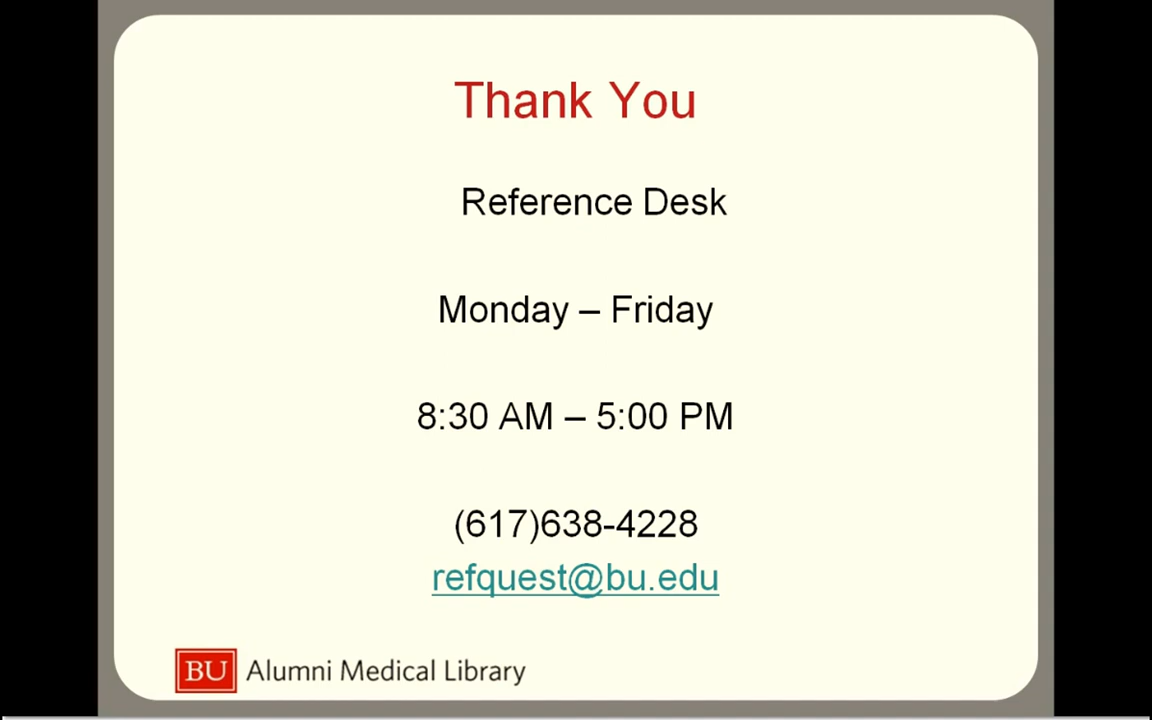 Thank You
Reference Desk
Monday – Friday
8:30 AM – 5:00 PM
(617)638-4228
refquest@bu.edu
BU Alumni Medical Library